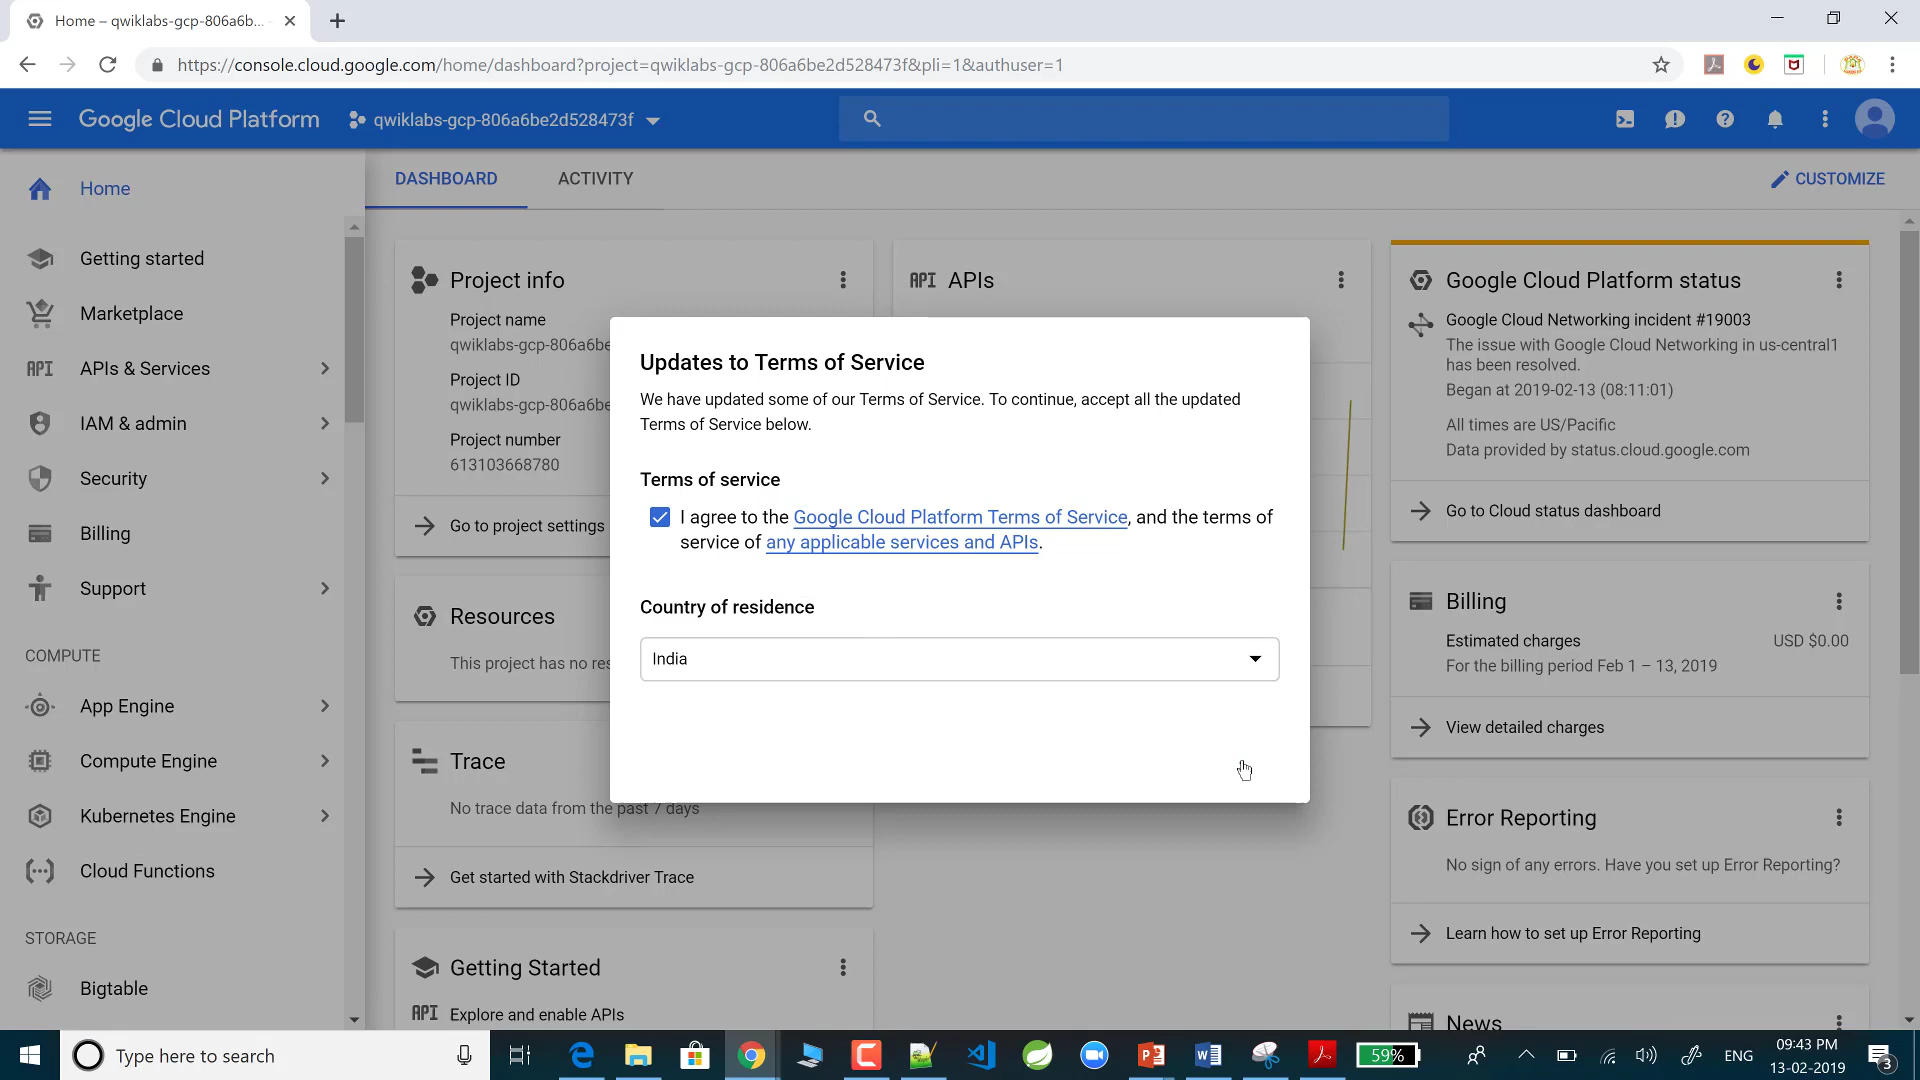 Home – qwiklabs-gcp-806a6b...
https://console.cloud.google.com/home/dashboard?project=qwiklabs-gcp-806a6be2d528473f&pli=1&authuser=1
Google Cloud Platform
qwiklabs-gcp-806a6be2d528473f
Home
Getting started
Marketplace
API APIs & Services
IAM & admin
Security
Billing
Support
COMPUTE
App Engine
Compute Engine
Kubernetes Engine
Cloud Functions
STORAGE
Bigtable
DASHBOARD
ACTIVITY
CUSTOMIZE
Project info
Project name
qwiklabs-gcp-806a6be
Project ID
qwiklabs-gcp-806a6be
Project number
613103668780
Go to project settings
Resources
This project has no res
Trace
No trace data from the past 7 days
Get started with Stackdriver Trace
Getting Started
API Explore and enable APIs
API APIs
Updates to Terms of Service
We have updated some of our Terms of Service. To continue, accept all the updated
Terms of Service below.
Terms of service
I agree to the Google Cloud Platform Terms of Service, and the terms of
service of any applicable services and APIs.
Country of residence
India
Google Cloud Platform status
Google Cloud Networking incident #19003
The issue with Google Cloud Networking in us-central1
has been resolved.
Began at 2019-02-13 (08:11:01)
All times are US/Pacific
Data provided by status.cloud.google.com
Go to Cloud status dashboard
Billing
Estimated charges USD $0.00
For the billing period Feb 1 – 13, 2019
View detailed charges
Error Reporting
No sign of any errors. Have you set up Error Reporting?
Learn how to set up Error Reporting
News
Type here to search
59%
ENG
09:43 PM
13-02-2019
3